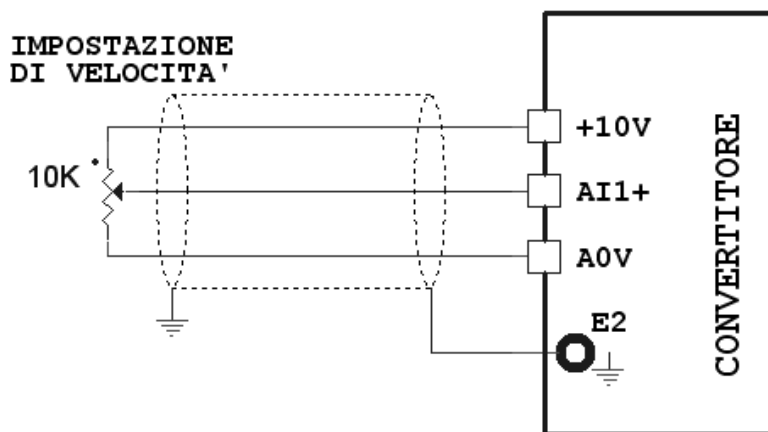 IMPOSTAZIONE
DI VELOCITA'
10K
+10V
AI1+
A0V
E2
CONVERTITORE